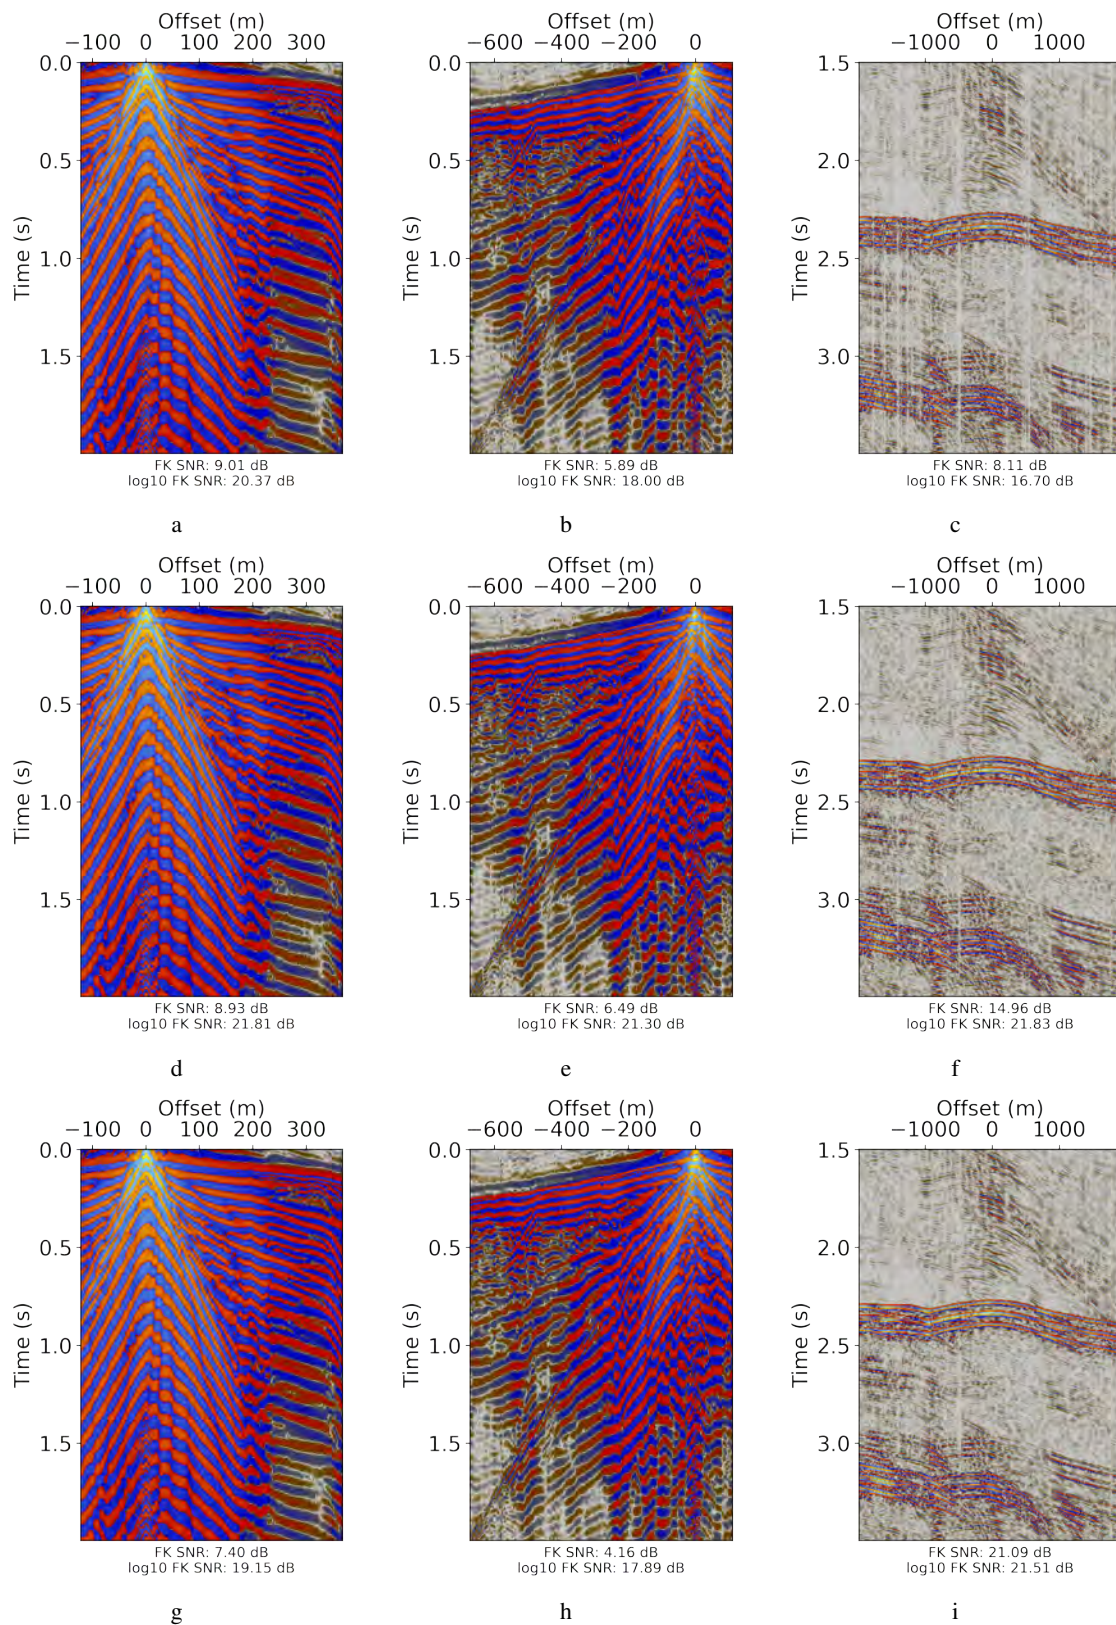 Offset (m)
−100 0 100 200 300
0.0
0.5
1.0
1.5
Time (s)
FK SNR: 9.01 dB
log10 FK SNR: 20.37 dB
a
Offset (m)
−600 −400 −200 0
0.0
0.5
1.0
1.5
Time (s)
FK SNR: 5.89 dB
log10 FK SNR: 18.00 dB
b
Offset (m)
−1000 0 1000
1.5
2.0
2.5
3.0
Time (s)
FK SNR: 8.11 dB
log10 FK SNR: 16.70 dB
c
Offset (m)
−100 0 100 200 300
0.0
0.5
1.0
1.5
Time (s)
FK SNR: 8.93 dB
log10 FK SNR: 21.81 dB
d
Offset (m)
−600 −400 −200 0
0.0
0.5
1.0
1.5
Time (s)
FK SNR: 6.49 dB
log10 FK SNR: 21.30 dB
e
Offset (m)
−1000 0 1000
1.5
2.0
2.5
3.0
Time (s)
FK SNR: 14.96 dB
log10 FK SNR: 21.83 dB
f
Offset (m)
−100 0 100 200 300
0.0
0.5
1.0
1.5
Time (s)
FK SNR: 7.40 dB
log10 FK SNR: 19.15 dB
g
Offset (m)
−600 −400 −200 0
0.0
0.5
1.0
1.5
Time (s)
FK SNR: 4.16 dB
log10 FK SNR: 17.89 dB
h
Offset (m)
−1000 0 1000
1.5
2.0
2.5
3.0
Time (s)
FK SNR: 21.09 dB
log10 FK SNR: 21.51 dB
i